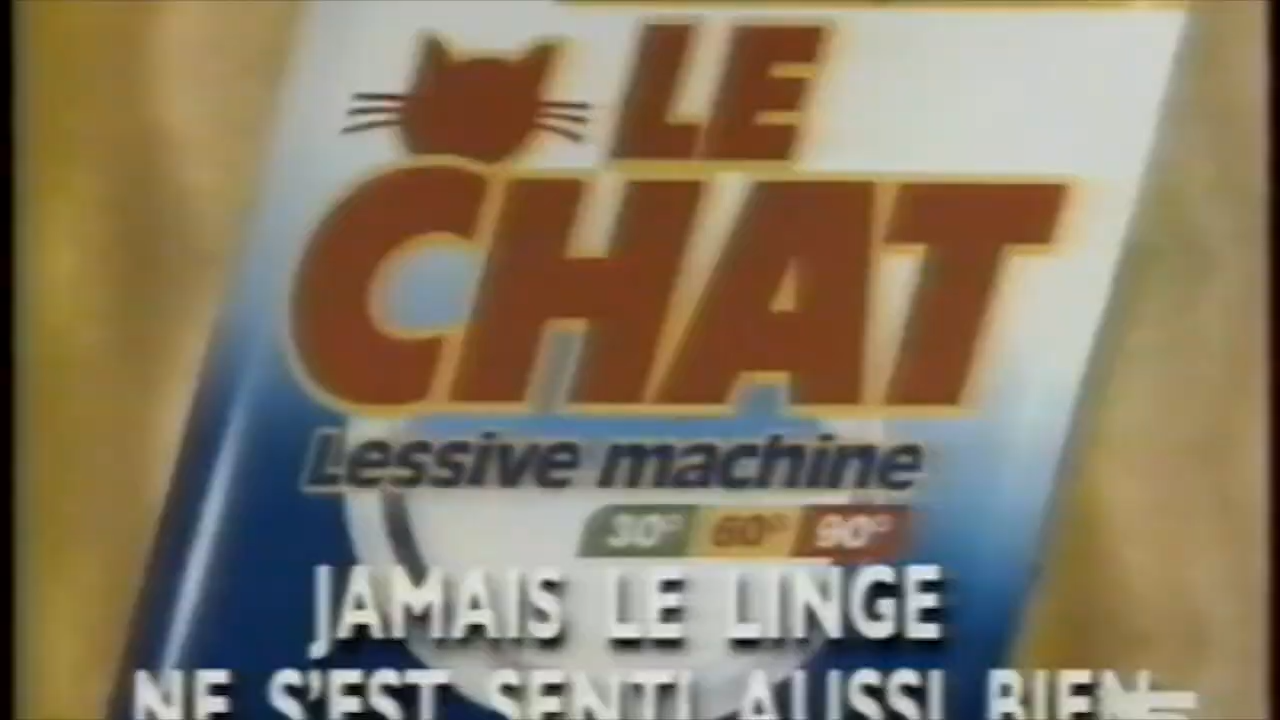 LE
CHAT
Lessive machine
30° 60° 90°
JAMAIS LE LINGE
NE S'EST SENTI AUSSI BIEN